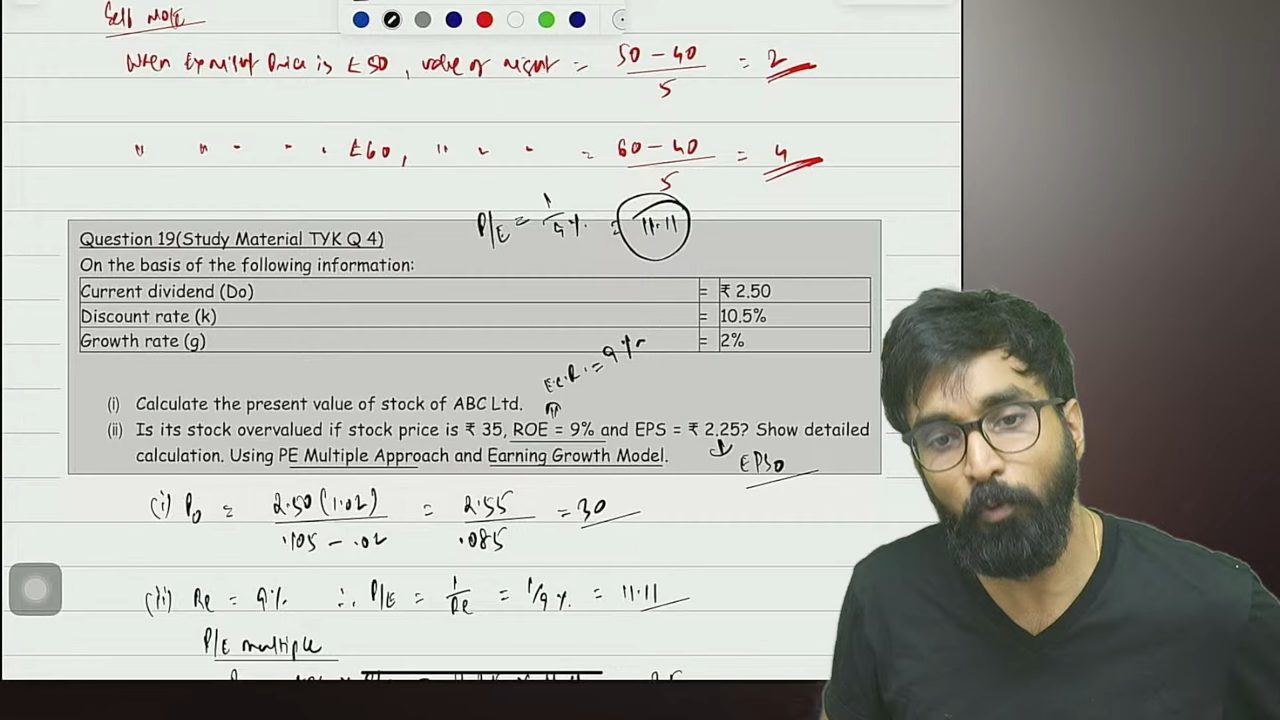 Sell more
When Exmight Price is ₹50, value of right = 50 - 40 / 5 = 2
" " " " ₹60, " " " = 60 - 40 / 5 = 4
P/E = 1/9% = 11.11
Question 19(Study Material TYK Q 4)
On the basis of the following information:
Current dividend (Do) = ₹ 2.50
Discount rate (k) = 10.5%
Growth rate (g) = 2%
= 9%
(i) Calculate the present value of stock of ABC Ltd.
(ii) Is its stock overvalued if stock price is ₹ 35, ROE = 9% and EPS = ₹ 2.25? Show detailed
calculation. Using PE Multiple Approach and Earning Growth Model.
EPS0
(i) P0 = 2.50(1.02) / .105 - .02 = 2.55 / .085 = 30
(ii) Re = 9% ∴ P/E = 1/Re = 1/9% = 11.11
P/E multiple